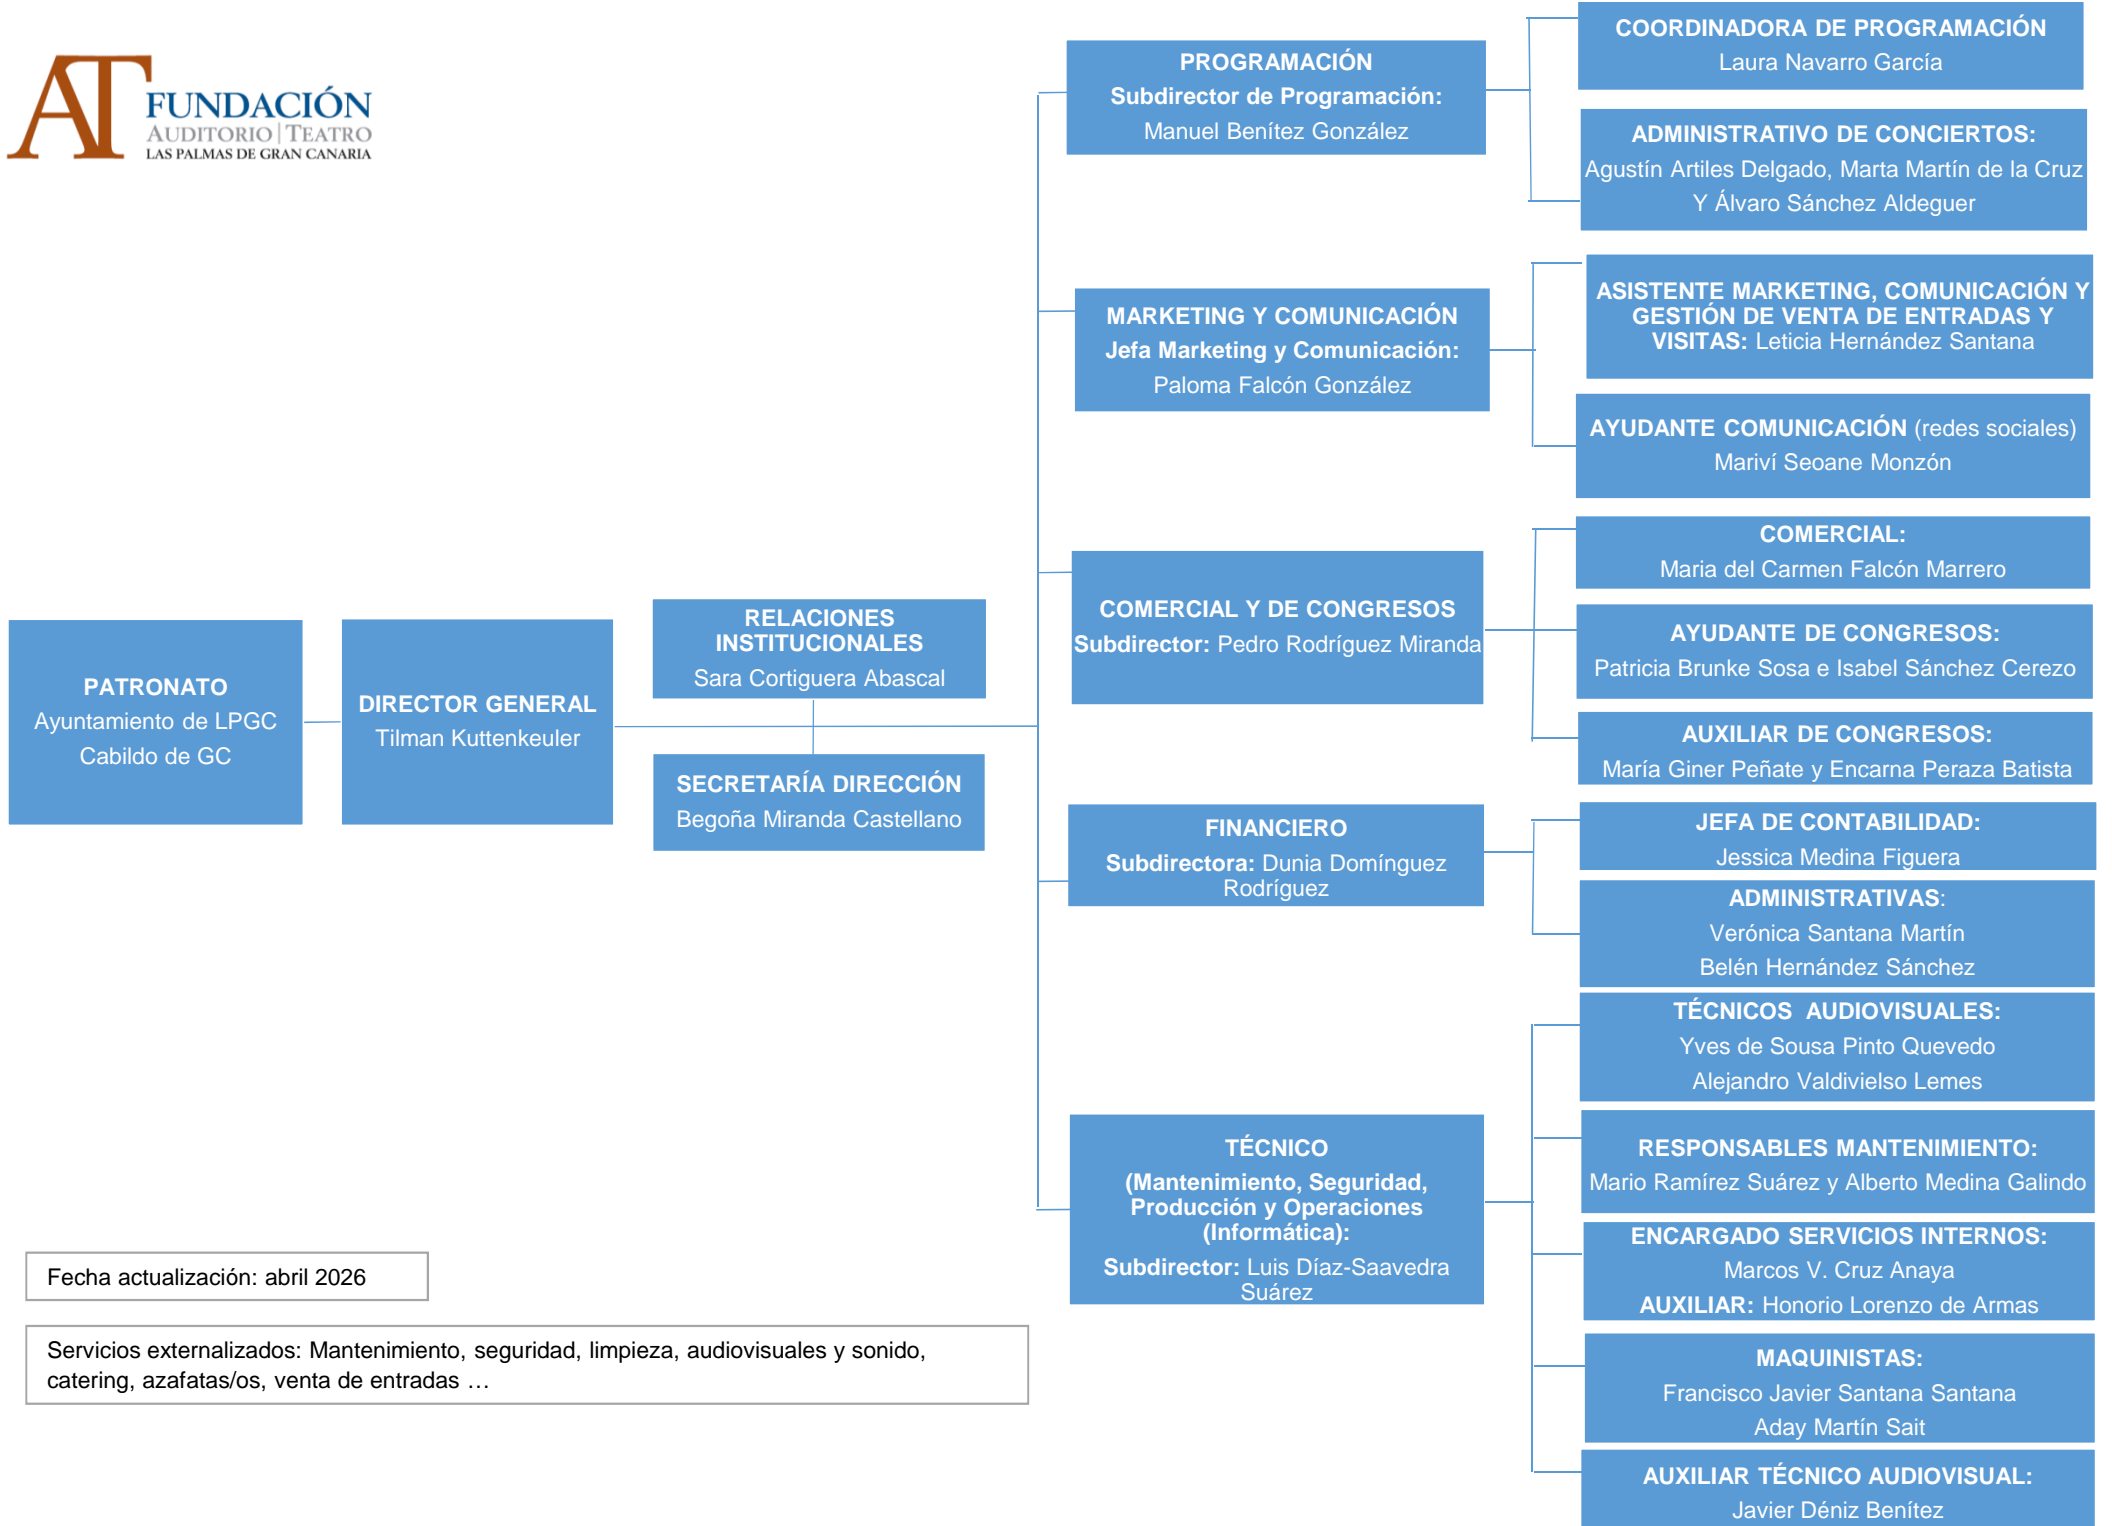 AT
FUNDACIÓN
AUDITORIO | TEATRO
LAS PALMAS DE GRAN CANARIA
PATRONATO
Ayuntamiento de LPGC
Cabildo de GC
DIRECTOR GENERAL
Tilman Kuttenkeuler
RELACIONES
INSTITUCIONALES
Sara Cortiguera Abascal
SECRETARÍA DIRECCIÓN
Begoña Miranda Castellano
PROGRAMACIÓN
Subdirector de Programación:
Manuel Benítez González
COORDINADORA DE PROGRAMACIÓN
Laura Navarro García
ADMINISTRATIVO DE CONCIERTOS:
Agustín Artiles Delgado, Marta Martín de la Cruz
Y Álvaro Sánchez Aldeguer
MARKETING Y COMUNICACIÓN
Jefa Marketing y Comunicación:
Paloma Falcón González
ASISTENTE MARKETING, COMUNICACIÓN Y
GESTIÓN DE VENTA DE ENTRADAS Y
VISITAS: Leticia Hernández Santana
AYUDANTE COMUNICACIÓN (redes sociales)
Mariví Seoane Monzón
COMERCIAL Y DE CONGRESOS
Subdirector: Pedro Rodríguez Miranda
COMERCIAL:
Maria del Carmen Falcón Marrero
AYUDANTE DE CONGRESOS:
Patricia Brunke Sosa e Isabel Sánchez Cerezo
AUXILIAR DE CONGRESOS:
María Giner Peñate y Encarna Peraza Batista
FINANCIERO
Subdirectora: Dunia Domínguez
Rodríguez
JEFA DE CONTABILIDAD:
Jessica Medina Figuera
ADMINISTRATIVAS:
Verónica Santana Martín
Belén Hernández Sánchez
TÉCNICO
(Mantenimiento, Seguridad,
Producción y Operaciones
(Informática):
Subdirector: Luis Díaz-Saavedra
Suárez
TÉCNICOS  AUDIOVISUALES:
Yves de Sousa Pinto Quevedo
Alejandro Valdivielso Lemes
RESPONSABLES MANTENIMIENTO:
Mario Ramírez Suárez y Alberto Medina Galindo
ENCARGADO SERVICIOS INTERNOS:
Marcos V. Cruz Anaya
AUXILIAR: Honorio Lorenzo de Armas
MAQUINISTAS:
Francisco Javier Santana Santana
Aday Martín Sait
AUXILIAR TÉCNICO AUDIOVISUAL:
Javier Déniz Benítez
Fecha actualización: abril 2026
Servicios externalizados: Mantenimiento, seguridad, limpieza, audiovisuales y sonido,
catering, azafatas/os, venta de entradas …